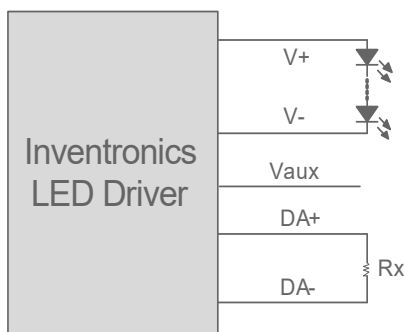 Inventronics
LED Driver
V+
V-
Vaux
DA+
Rx
DA-